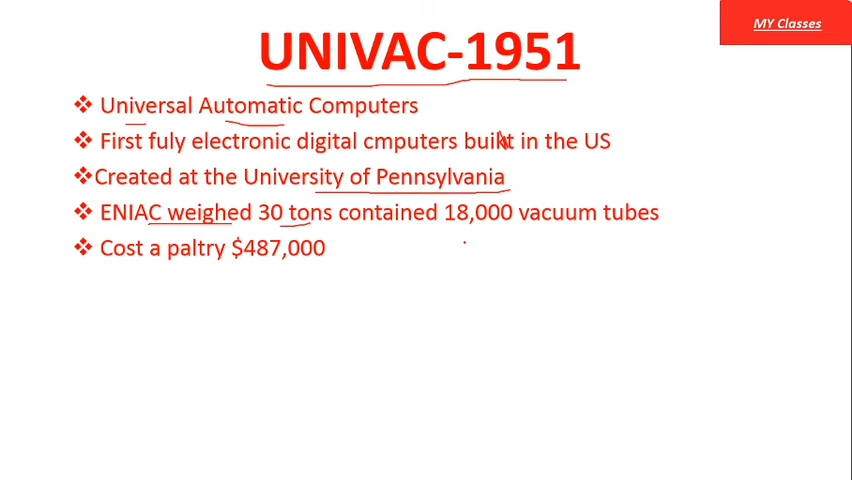 MY Classes
UNIVAC-1951
❖ Universal Automatic Computers
❖ First fuly electronic digital cmputers built in the US
❖Created at the University of Pennsylvania
❖ ENIAC weighed 30 tons contained 18,000 vacuum tubes
❖ Cost a paltry $487,000